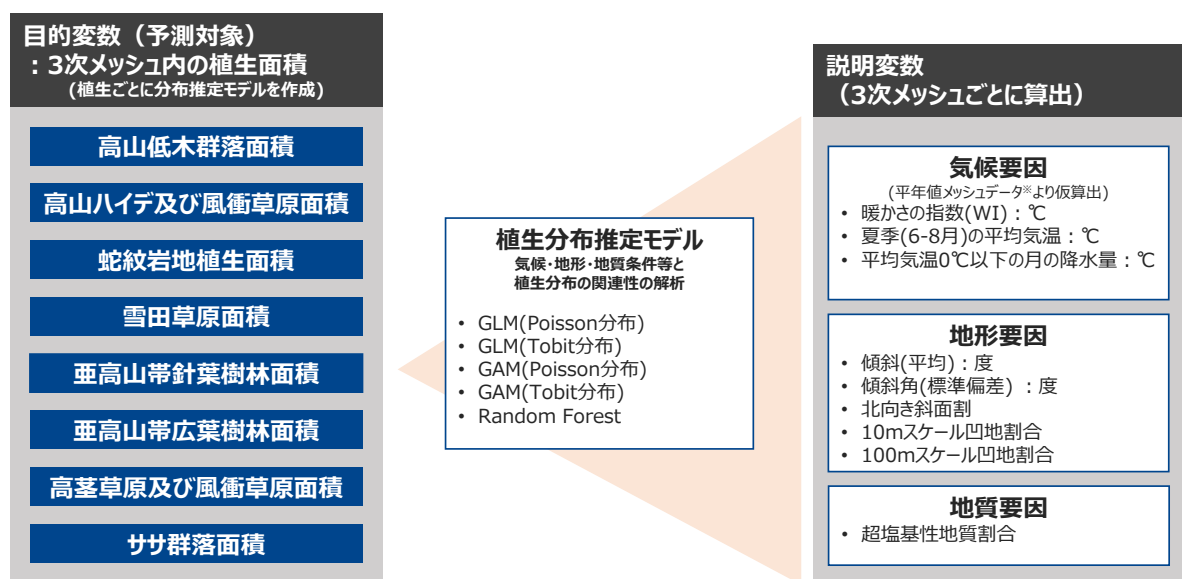 目的変数（予測対象）
：3次メッシュ内の植生面積
(植生ごとに分布推定モデルを作成)
高山低木群落面積
高山ハイデ及び風衝草原面積
蛇紋岩地植生面積
雪田草原面積
亜高山帯針葉樹林面積
亜高山帯広葉樹林面積
高茎草原及び風衝草原面積
ササ群落面積
植生分布推定モデル
気候・地形・地質条件等と
植生分布の関連性の解析
• GLM(Poisson分布)
• GLM(Tobit分布)
• GAM(Poisson分布)
• GAM(Tobit分布)
• Random Forest
説明変数
（3次メッシュごとに算出）
気候要因
(平年値メッシュデータ※より仮算出)
• 暖かさの指数(WI)：℃
• 夏季(6-8月)の平均気温：℃
• 平均気温0℃以下の月の降水量：℃
地形要因
• 傾斜(平均)：度
• 傾斜角(標準偏差) ：度
• 北向き斜面割
• 10mスケール凹地割合
• 100mスケール凹地割合
地質要因
• 超塩基性地質割合